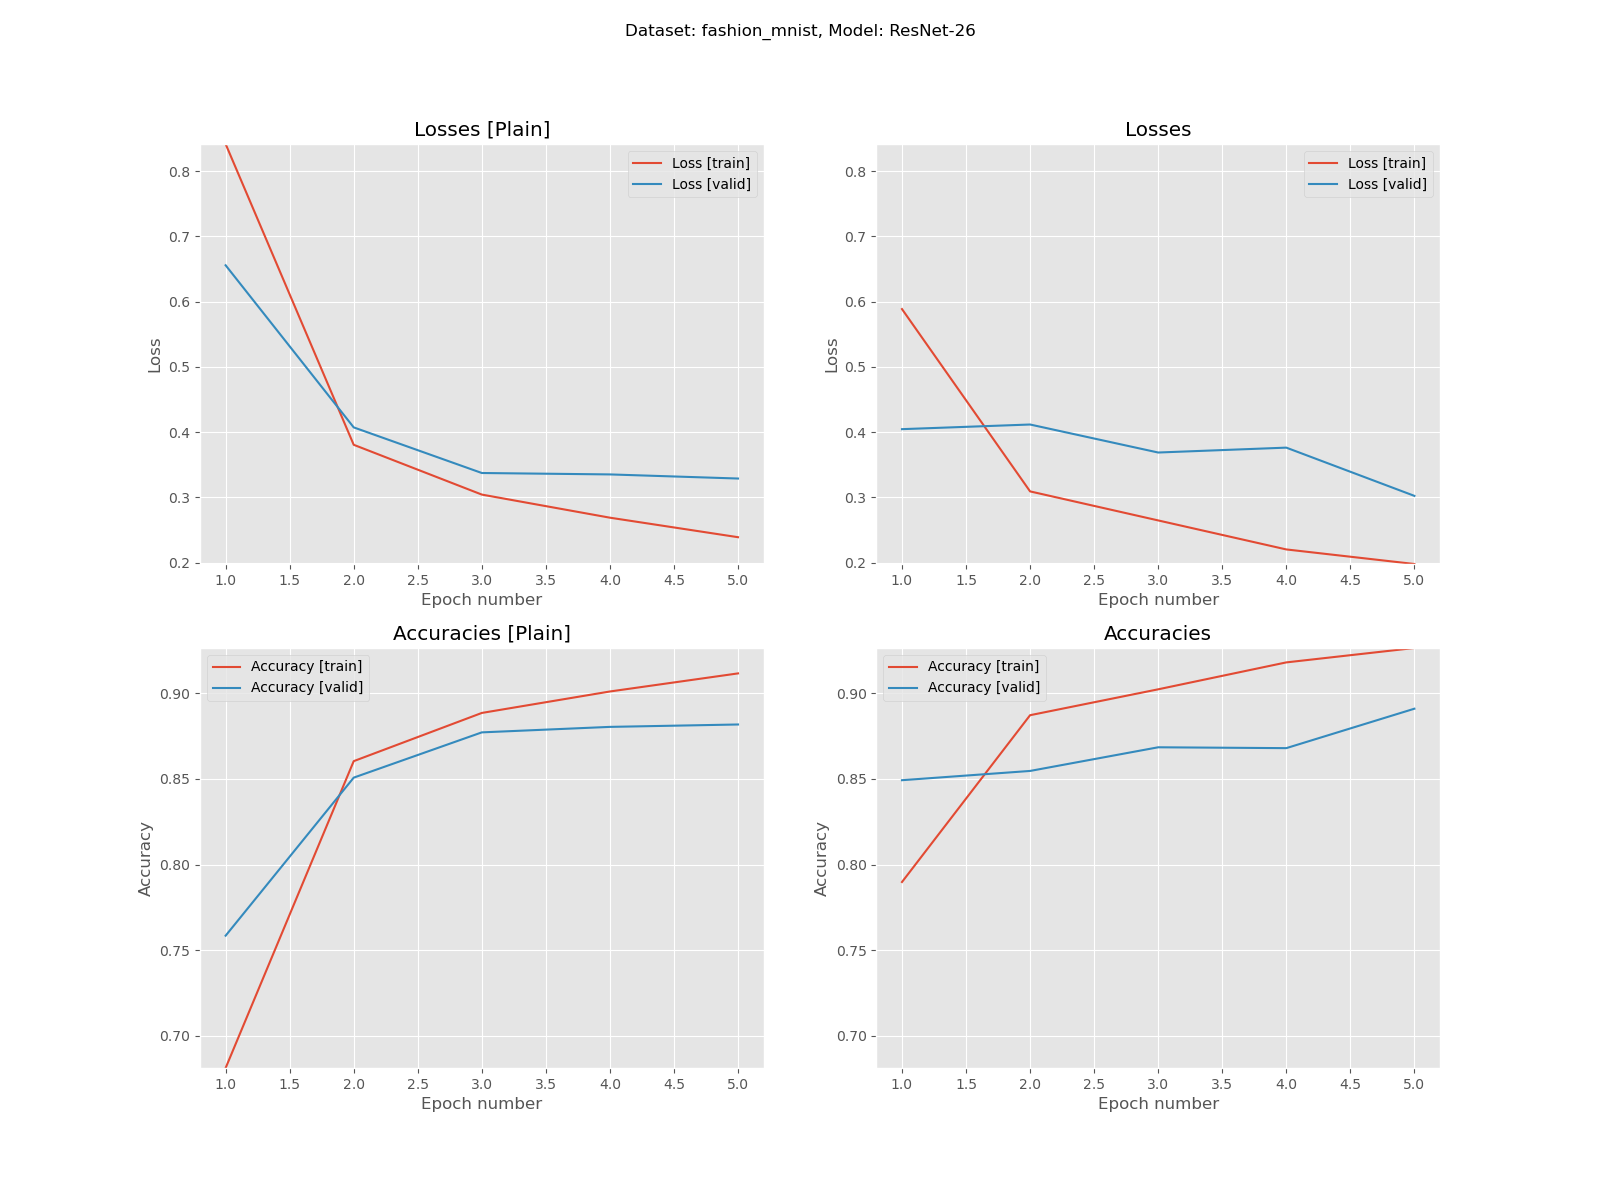 Dataset: fashion_mnist, Model: ResNet-26
Losses [Plain]
Loss [train]
Loss [valid]
Loss
0.8
0.7
0.6
0.5
0.4
0.3
0.2
1.0 1.5 2.0 2.5 3.0 3.5 4.0 4.5 5.0
Epoch number
Losses
Loss [train]
Loss [valid]
Loss
0.8
0.7
0.6
0.5
0.4
0.3
0.2
1.0 1.5 2.0 2.5 3.0 3.5 4.0 4.5 5.0
Epoch number
Accuracies [Plain]
Accuracy [train]
Accuracy [valid]
Accuracy
0.90
0.85
0.80
0.75
0.70
1.0 1.5 2.0 2.5 3.0 3.5 4.0 4.5 5.0
Epoch number
Accuracies
Accuracy [train]
Accuracy [valid]
Accuracy
0.90
0.85
0.80
0.75
0.70
1.0 1.5 2.0 2.5 3.0 3.5 4.0 4.5 5.0
Epoch number